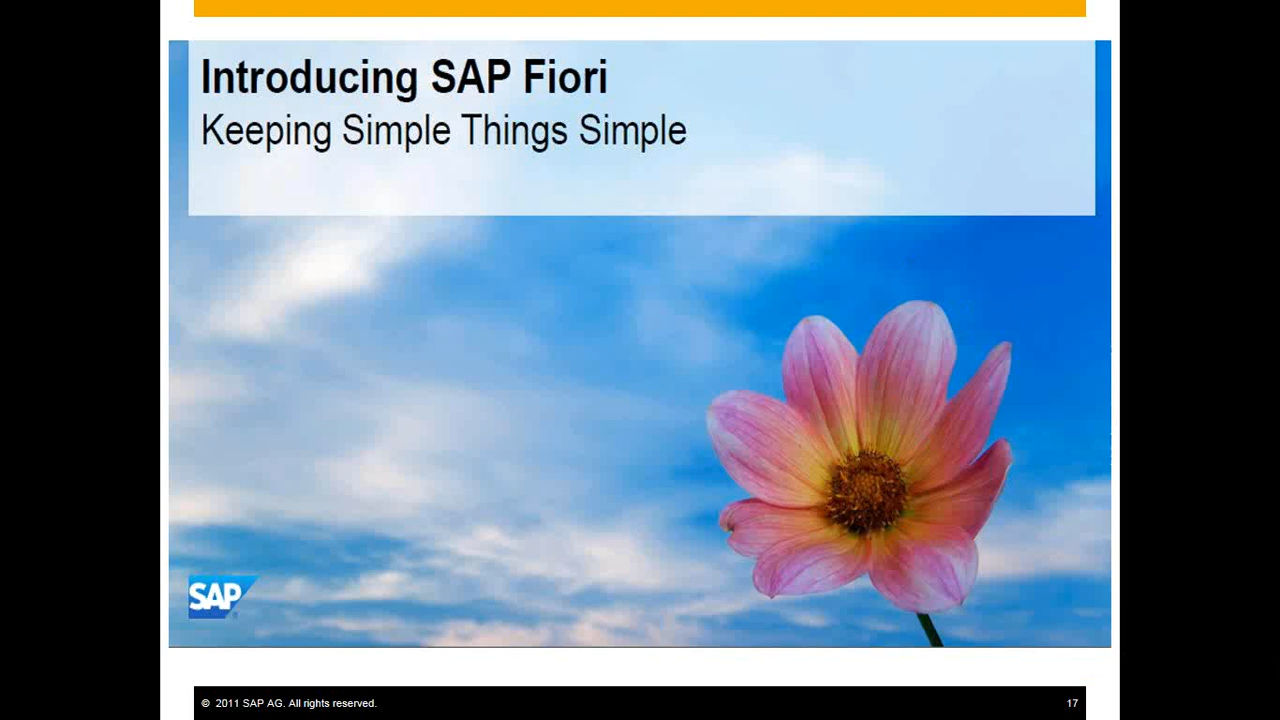 Introducing SAP Fiori
Keeping Simple Things Simple
SAP
© 2011 SAP AG. All rights reserved.
17